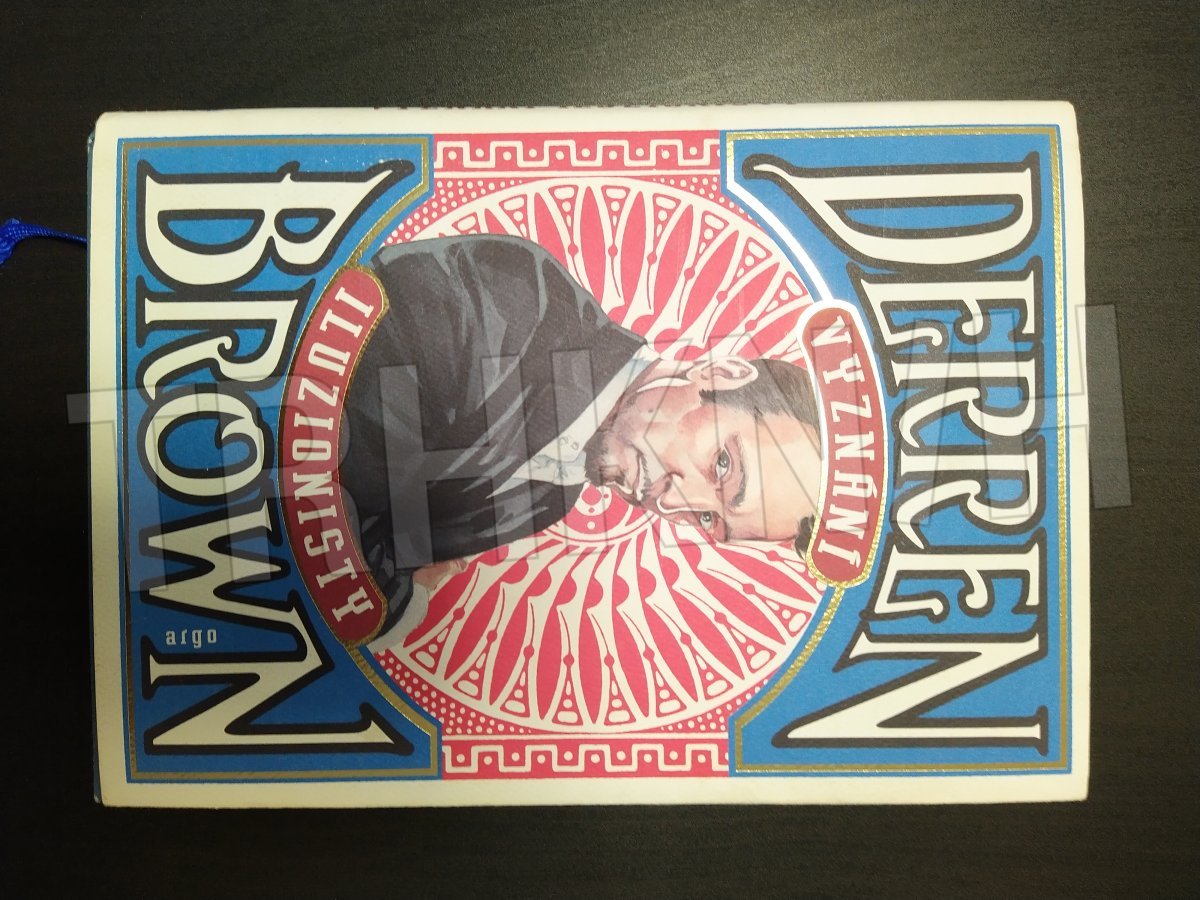 DERREN
VYZNÁNÍ
ILUZIONISTY
BROWN
argo